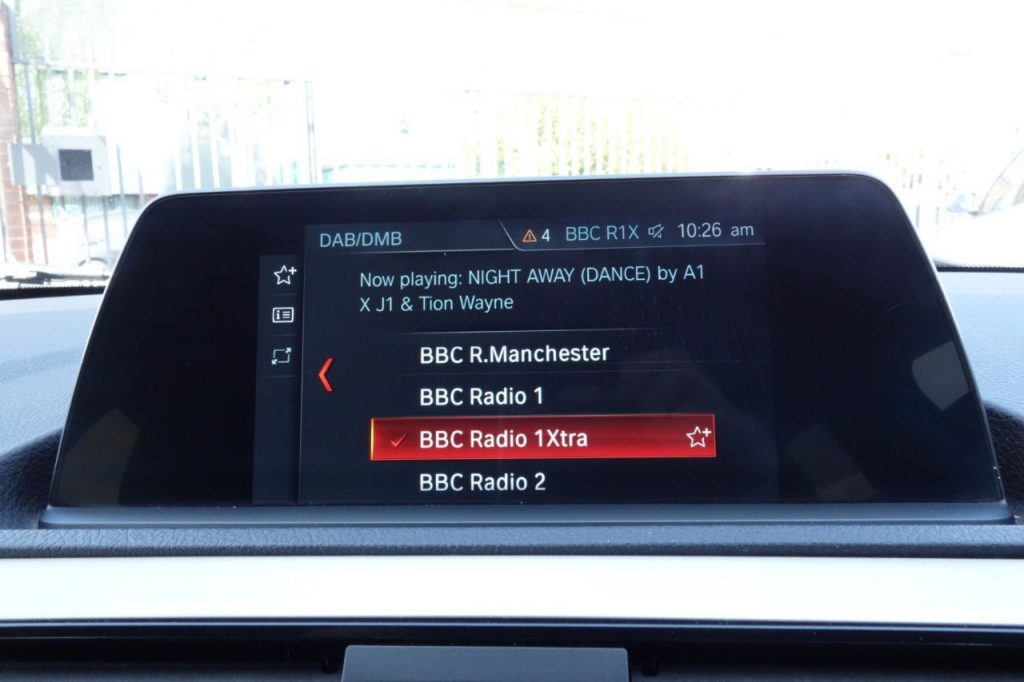 DAB/DMB
4 BBC R1X 10:26 am
Now playing: NIGHT AWAY (DANCE) by A1
X J1 & Tion Wayne
BBC R.Manchester
BBC Radio 1
BBC Radio 1Xtra
BBC Radio 2